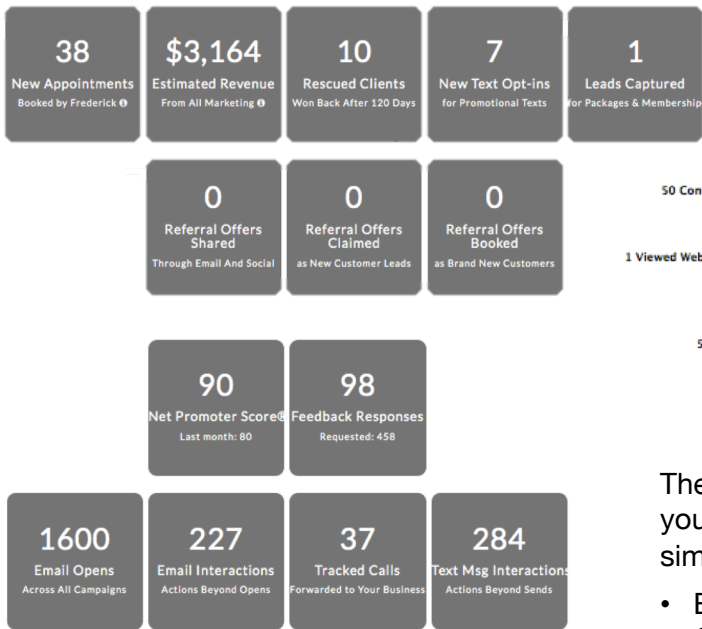 38
New Appointments
Booked by Frederick
$3,164
Estimated Revenue
From All Marketing
10
Rescued Clients
Won Back After 120 Days
7
New Text Opt-ins
for Promotional Texts
1
Leads Captured
for Packages & Membership
0
Referral Offers
Shared
Through Email And Social
0
Referral Offers
Claimed
as New Customer Leads
0
Referral Offers
Booked
as Brand New Customers
50 Con
1 Viewed Web
5
90
Net Promoter Score®
Last month: 80
98
Feedback Responses
Requested: 458
The
you
sim
1600
Email Opens
Across All Campaigns
227
Email Interactions
Actions Beyond Opens
37
Tracked Calls
Forwarded to Your Business
284
Text Msg Interactions
Actions Beyond Sends